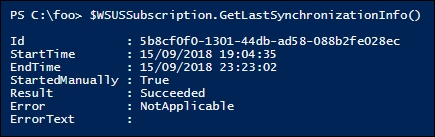 PS C:\foo> $WSUSSubscription.GetLastSynchronizationInfo()
Id              : 5b8cf0f0-1301-44db-ad58-088b2fe028ec
StartTime       : 15/09/2018 19:04:35
EndTime         : 15/09/2018 23:23:02
StartedManually : True
Result          : Succeeded
Error           : NotApplicable
ErrorText       :